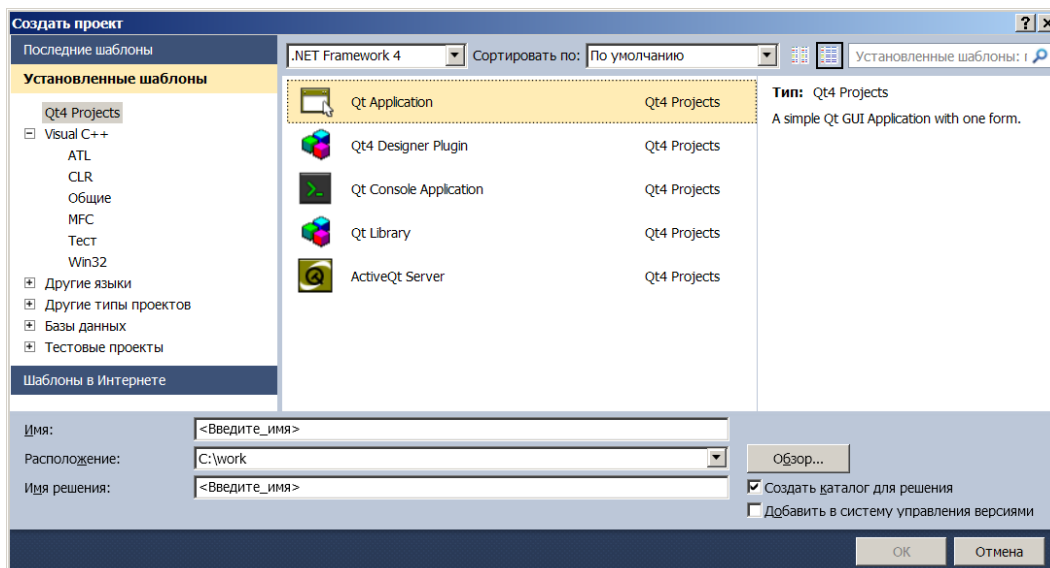 Создать проект
Последние шаблоны
.NET Framework 4
Сортировать по:
По умолчанию
Установленные шаблоны:
Установленные шаблоны
Qt4 Projects
Visual C++
ATL
CLR
Общие
MFC
Тест
Win32
Другие языки
Другие типы проектов
Базы данных
Тестовые проекты
Шаблоны в Интернете
Qt Application Qt4 Projects
Qt4 Designer Plugin Qt4 Projects
Qt Console Application Qt4 Projects
Qt Library Qt4 Projects
ActiveQt Server Qt4 Projects
Тип: Qt4 Projects
A simple Qt GUI Application with one form.
Имя: <Введите_имя>
Расположение: C:\work
Обзор...
Имя решения: <Введите_имя>
Создать каталог для решения
Добавить в систему управления версиями
ОК
Отмена